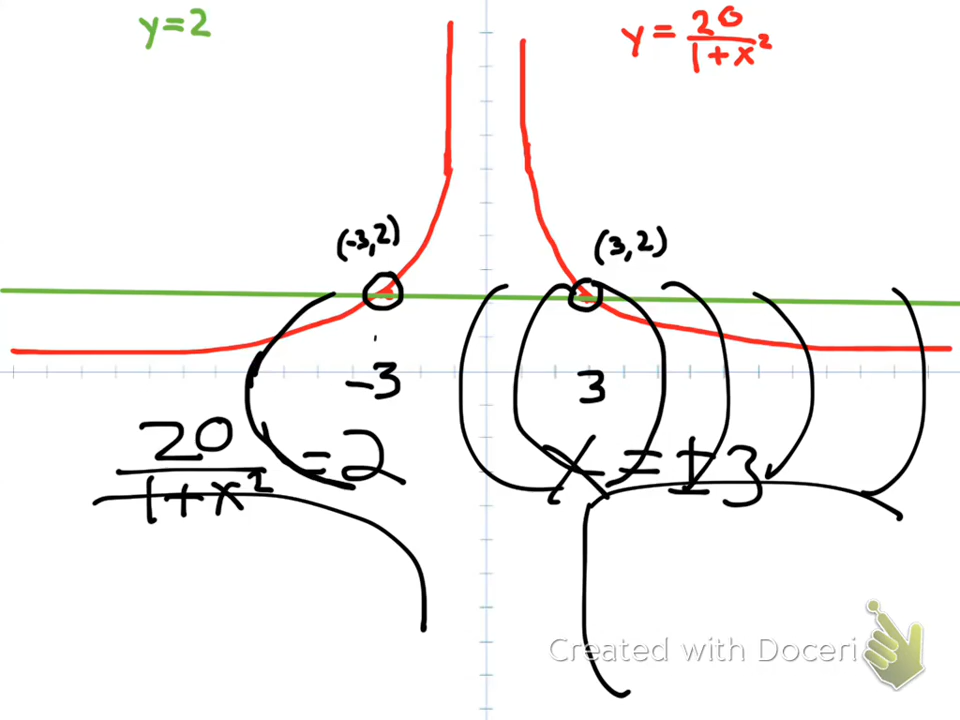 y=2
y = 20/(1+x²)
(-3,2)
(3,2)
-3
3
20/(1+x²) = 2
x = ±3
Created with Doceri